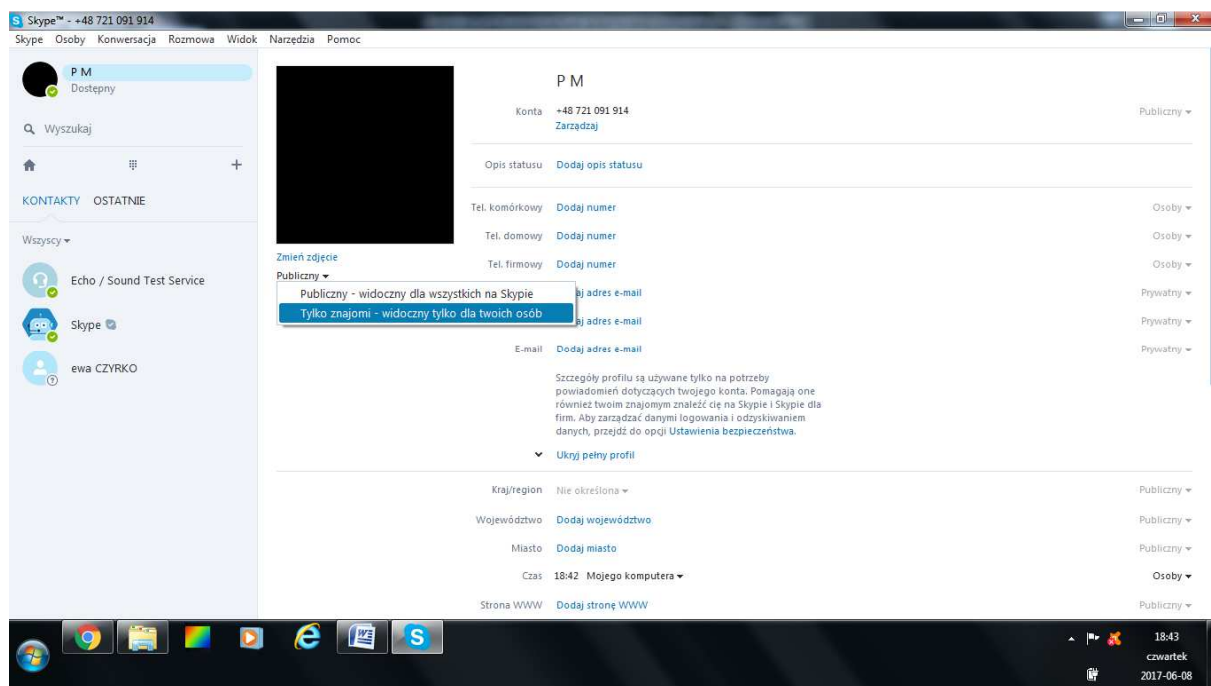 Skype™ - +48 721 091 914
Skype Osoby Konwersacja Rozmowa Widok Narzędzia Pomoc
P M
Dostępny
Wyszukaj
KONTAKTY OSTATNIE
Wszyscy
Echo / Sound Test Service
Skype
ewa CZYRKO
Zmień zdjęcie
Publiczny
Publiczny - widoczny dla wszystkich na Skypie
Tylko znajomi - widoczny tylko dla twoich osób
P M
Konta +48 721 091 914 Publiczny
Zarządzaj
Opis statusu Dodaj opis statusu
Tel. komórkowy Dodaj numer Osoby
Tel. domowy Dodaj numer Osoby
Tel. firmowy Dodaj numer Osoby
aj adres e-mail Prywatny
aj adres e-mail Prywatny
E-mail Dodaj adres e-mail Prywatny
Szczegóły profilu są używane tylko na potrzeby
powiadomień dotyczących twojego konta. Pomagają one
również twoim znajomym znaleźć cię na Skypie i Skypie dla
firm. Aby zarządzać danymi logowania i odzyskiwaniem
danych, przejdź do opcji Ustawienia bezpieczeństwa.
Ukryj pełny profil
Kraj/region Nie określona Publiczny
Województwo Dodaj województwo Publiczny
Miasto Dodaj miasto Publiczny
Czas 18:42 Mojego komputera Osoby
Strona WWW Dodaj stronę WWW Publiczny
18:43
czwartek
2017-06-08